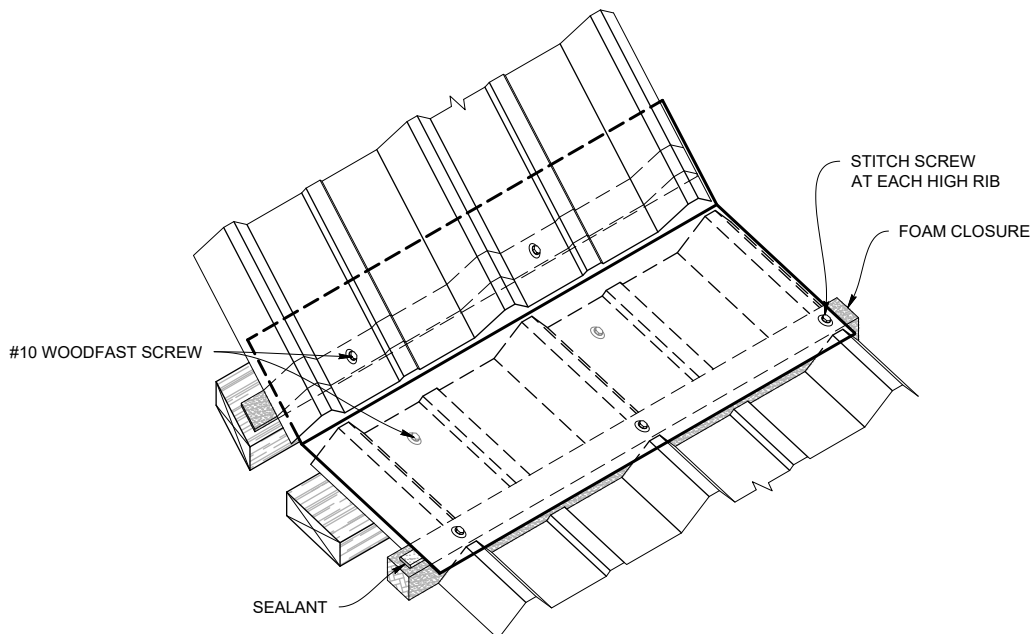 STITCH SCREW
AT EACH HIGH RIB
FOAM CLOSURE
#10 WOODFAST SCREW
SEALANT